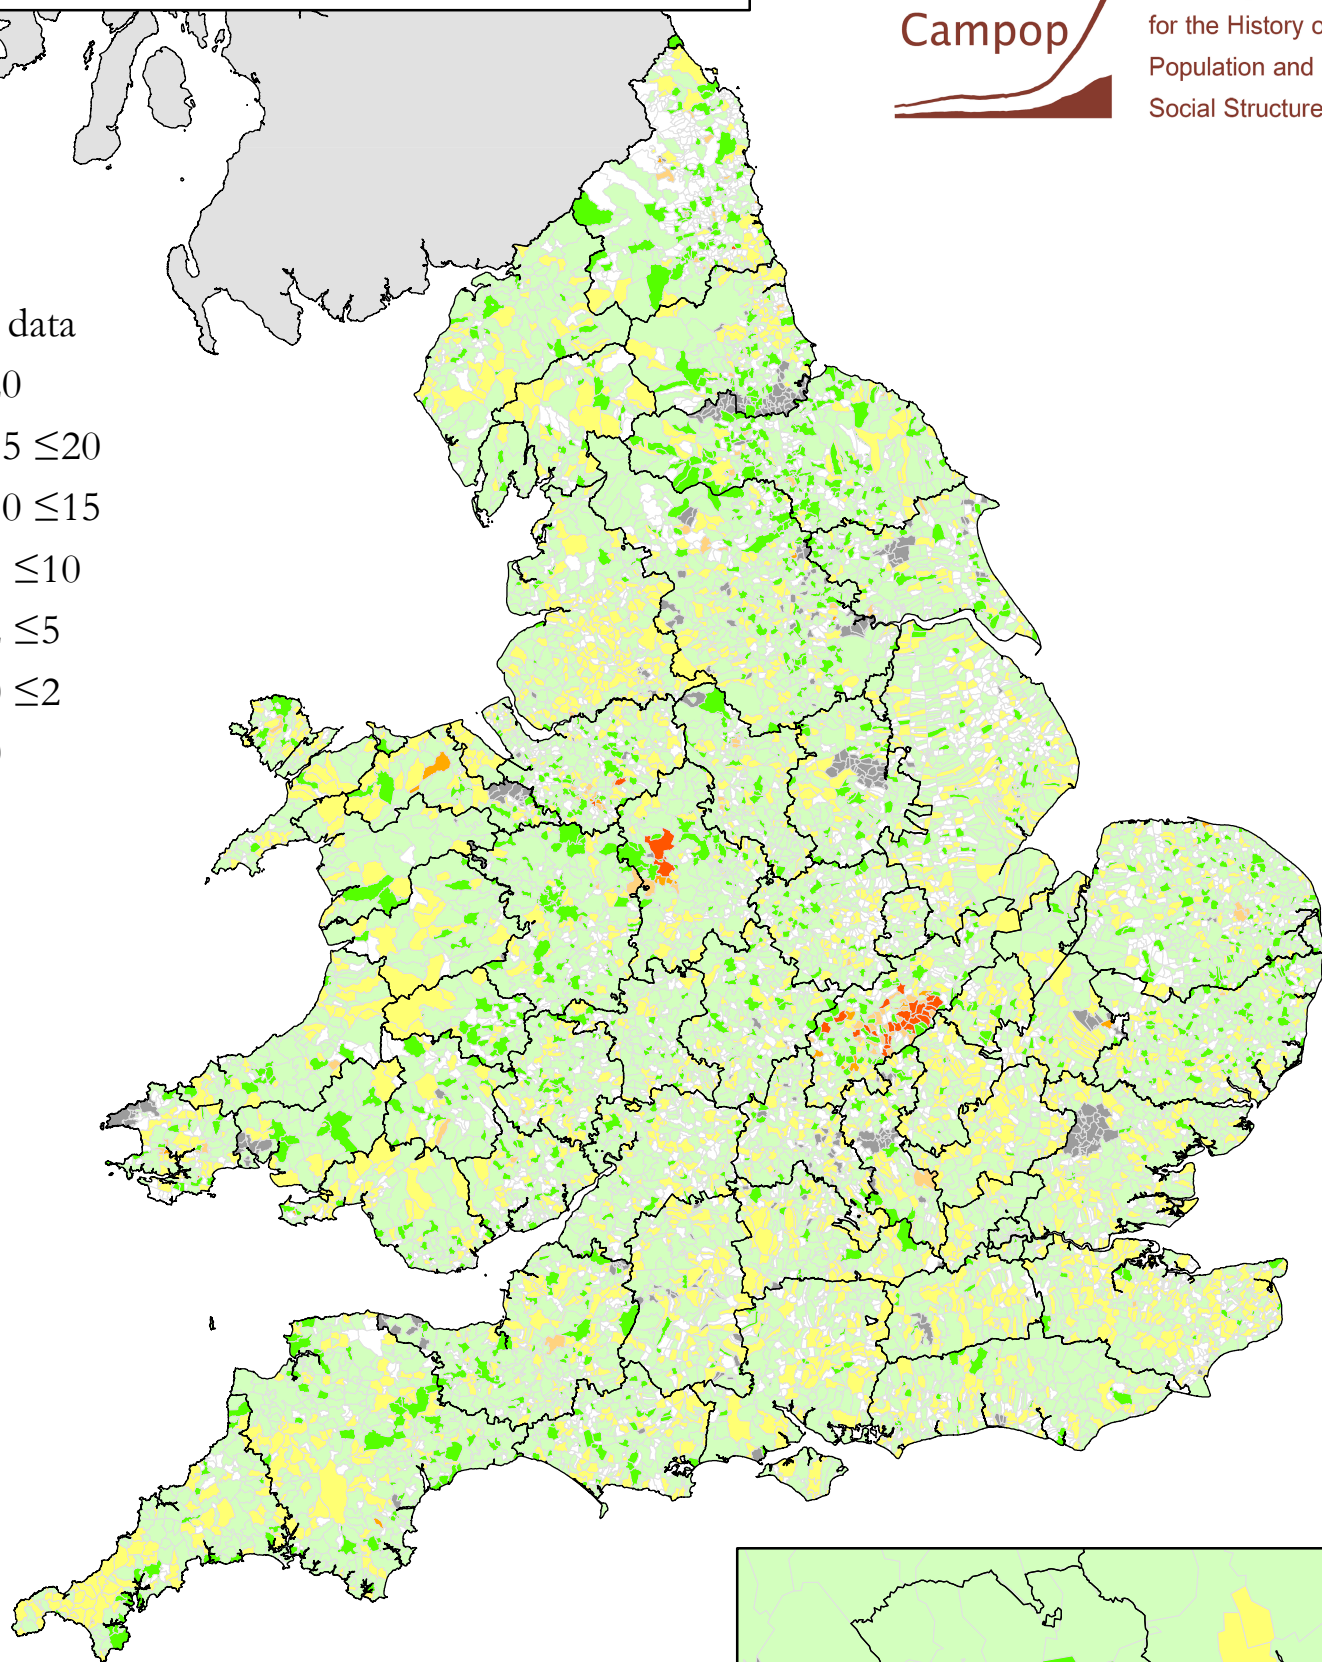 Campop
for the History o
Population and
Social Structure
data
0
5 ≤20
0 ≤15
≤10
≤5
≤2